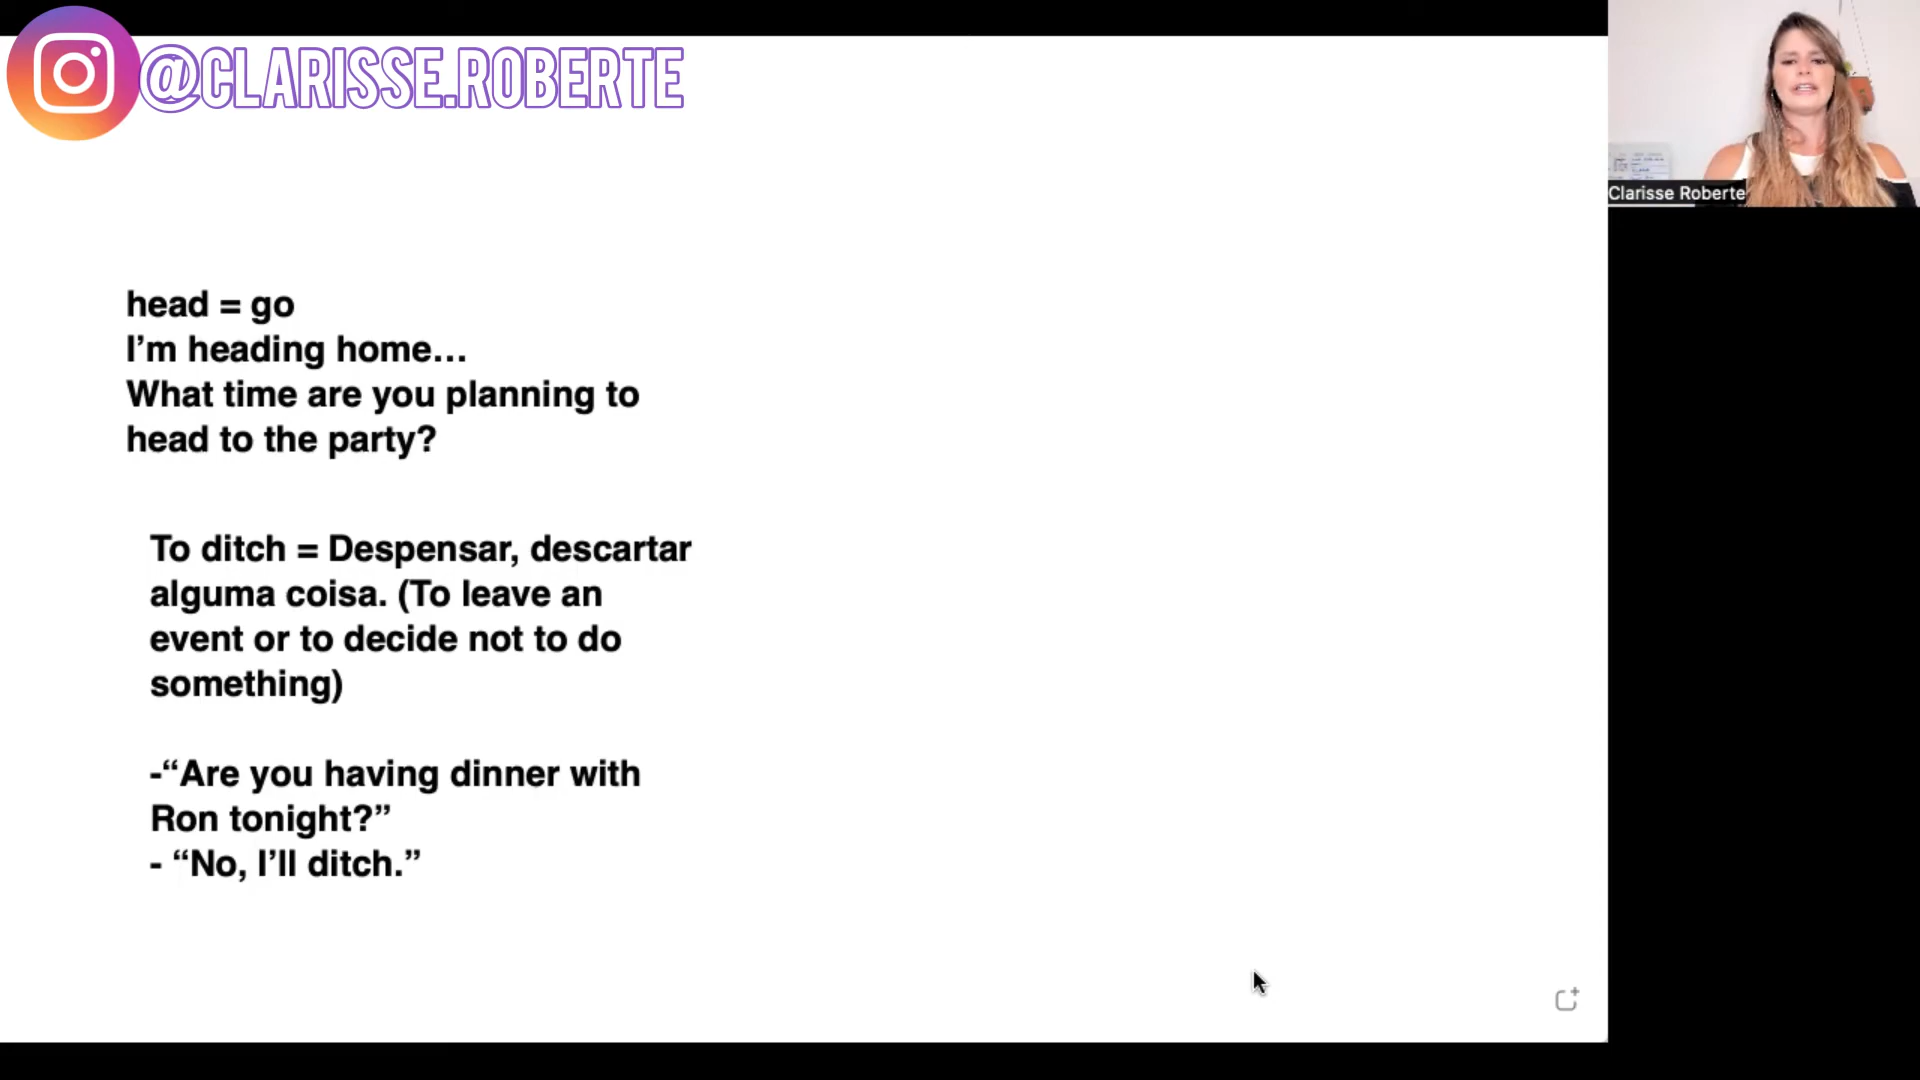 @CLARISSE.ROBERTE
Clarisse Roberte
head = go
I’m heading home…
What time are you planning to
head to the party?
To ditch = Despensar, descartar
alguma coisa. (To leave an
event or to decide not to do
something)
-“Are you having dinner with
Ron tonight?”
- “No, I’ll ditch.”